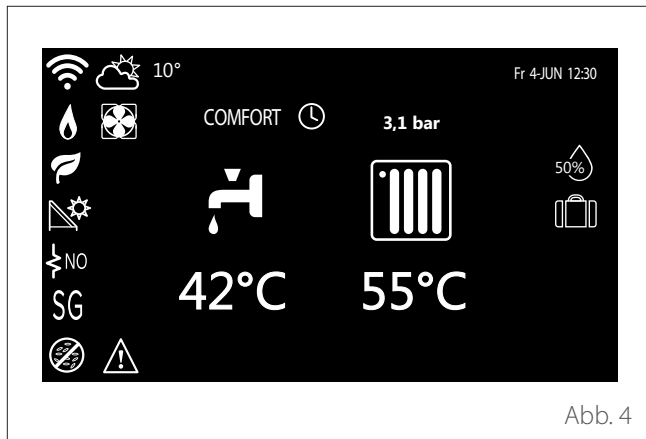 10°
Fr 4-JUN 12:30
COMFORT
3,1 bar
50%
NO
42°C
55°C
SG
Abb. 4